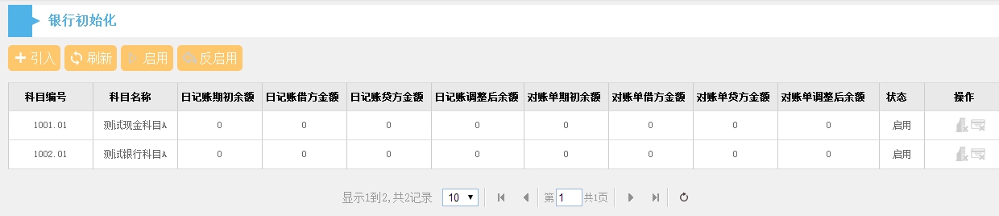 银行初始化
引入 刷新 启用 反启用
科目编号 科目名称 日记账期初余额 日记账借方金额 日记账贷方金额 日记账调整后余额 对账单期初余额 对账单借方金额 对账单贷方金额 对账单调整后余额 状态 操作
1001.01 测试现金科目A 0 0 0 0 0 0 0 0 启用
1002.01 测试银行科目A 0 0 0 0 0 0 0 0 启用
显示1到2,共2记录 10 第 1 共1页